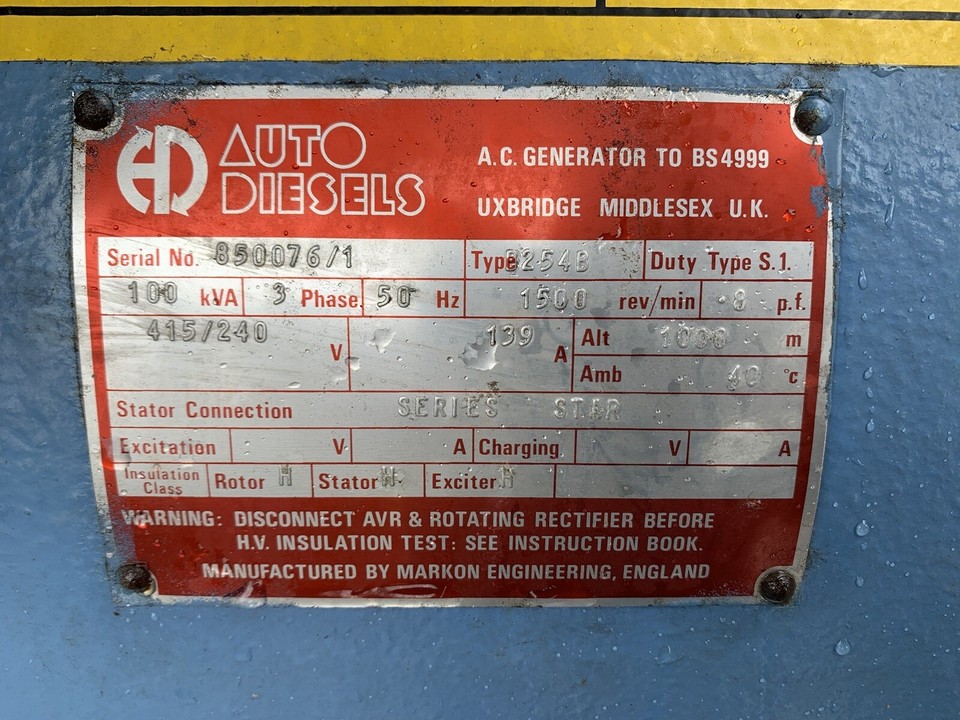 AUTO
DIESELS
A.C. GENERATOR TO BS4999
UXBRIDGE MIDDLESEX U.K.
Serial No. 850076/1 Type B254B Duty Type S.1.
100 kVA 3 Phase 50 Hz 1500 rev/min .8 p.f.
415/240 V 139 A Alt 1000 m
Amb 40 °C
Stator Connection SERIES STAR
Excitation V A Charging V A
Insulation Class Rotor H Stator H Exciter H
WARNING: DISCONNECT AVR & ROTATING RECTIFIER BEFORE
H.V. INSULATION TEST: SEE INSTRUCTION BOOK.
MANUFACTURED BY MARKON ENGINEERING, ENGLAND